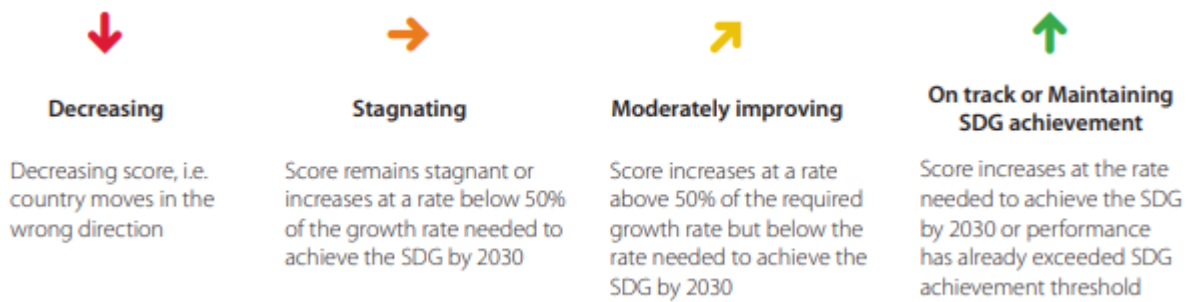 Decreasing
Decreasing score, i.e.
country moves in the
wrong direction
Stagnating
Score remains stagnant or
increases at a rate below 50%
of the growth rate needed to
achieve the SDG by 2030
Moderately improving
Score increases at a rate
above 50% of the required
growth rate but below the
rate needed to achieve the
SDG by 2030
On track or Maintaining
SDG achievement
Score increases at the rate
needed to achieve the SDG
by 2030 or performance
has already exceeded SDG
achievement threshold